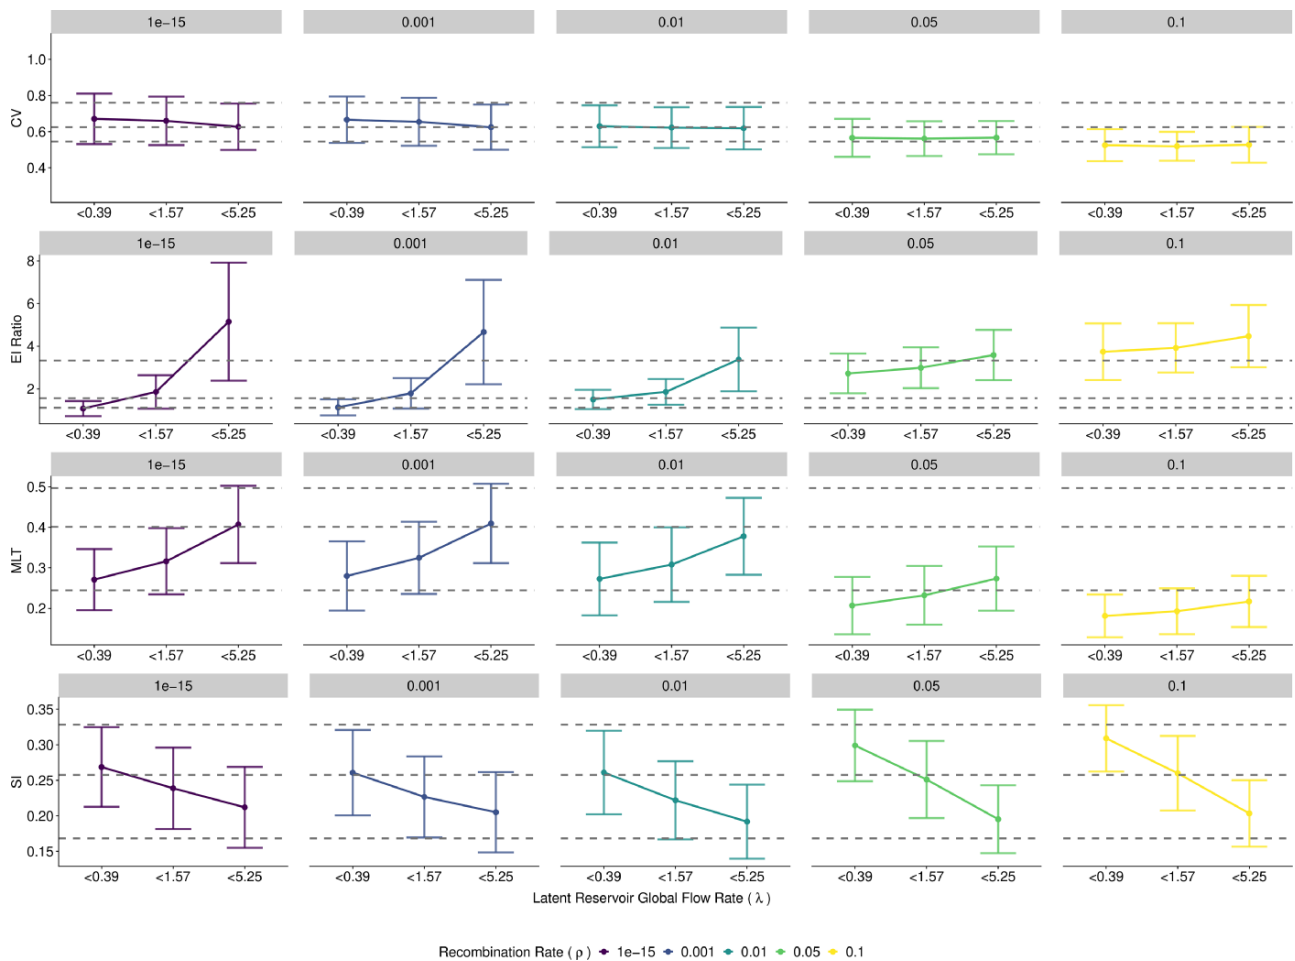 1e−15 0.001 0.01 0.05 0.1
CV
1.0
0.8
0.6
0.4
<0.39 <1.57 <5.25 <0.39 <1.57 <5.25 <0.39 <1.57 <5.25 <0.39 <1.57 <5.25 <0.39 <1.57 <5.25
1e−15 0.001 0.01 0.05 0.1
EI Ratio
8
6
4
2
<0.39 <1.57 <5.25 <0.39 <1.57 <5.25 <0.39 <1.57 <5.25 <0.39 <1.57 <5.25 <0.39 <1.57 <5.25
1e−15 0.001 0.01 0.05 0.1
MLT
0.5
0.4
0.3
0.2
<0.39 <1.57 <5.25 <0.39 <1.57 <5.25 <0.39 <1.57 <5.25 <0.39 <1.57 <5.25 <0.39 <1.57 <5.25
1e−15 0.001 0.01 0.05 0.1
SI
0.35
0.30
0.25
0.20
0.15
<0.39 <1.57 <5.25 <0.39 <1.57 <5.25 <0.39 <1.57 <5.25 <0.39 <1.57 <5.25 <0.39 <1.57 <5.25
Latent Reservoir Global Flow Rate ( λ )
Recombination Rate ( ρ ) 1e−15 0.001 0.01 0.05 0.1